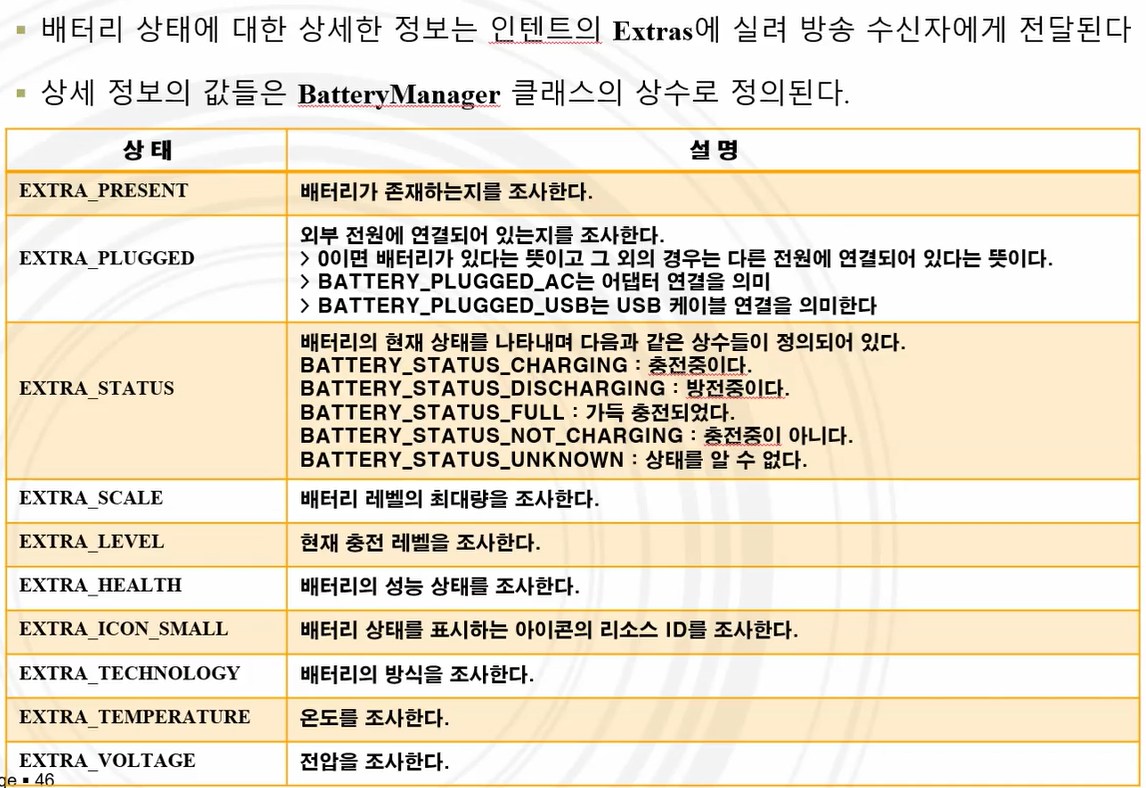 ▪ 배터리 상태에 대한 상세한 정보는 인텐트의 Extras에 실려 방송 수신자에게 전달된다
▪ 상세 정보의 값들은 BatteryManager 클래스의 상수로 정의된다.
상 태 설 명
EXTRA_PRESENT 배터리가 존재하는지를 조사한다.
EXTRA_PLUGGED
외부 전원에 연결되어 있는지를 조사한다.
> 0이면 배터리가 있다는 뜻이고 그 외의 경우는 다른 전원에 연결되어 있다는 뜻이다.
> BATTERY_PLUGGED_AC는 어댑터 연결을 의미
> BATTERY_PLUGGED_USB는 USB 케이블 연결을 의미한다
EXTRA_STATUS
배터리의 현재 상태를 나타내며 다음과 같은 상수들이 정의되어 있다.
BATTERY_STATUS_CHARGING : 충전중이다.
BATTERY_STATUS_DISCHARGING : 방전중이다.
BATTERY_STATUS_FULL : 가득 충전되었다.
BATTERY_STATUS_NOT_CHARGING : 충전중이 아니다.
BATTERY_STATUS_UNKNOWN : 상태를 알 수 없다.
EXTRA_SCALE 배터리 레벨의 최대량을 조사한다.
EXTRA_LEVEL 현재 충전 레벨을 조사한다.
EXTRA_HEALTH 배터리의 성능 상태를 조사한다.
EXTRA_ICON_SMALL 배터리 상태를 표시하는 아이콘의 리소스 ID를 조사한다.
EXTRA_TECHNOLOGY 배터리의 방식을 조사한다.
EXTRA_TEMPERATURE 온도를 조사한다.
EXTRA_VOLTAGE 전압을 조사한다.
ge ▪ 46